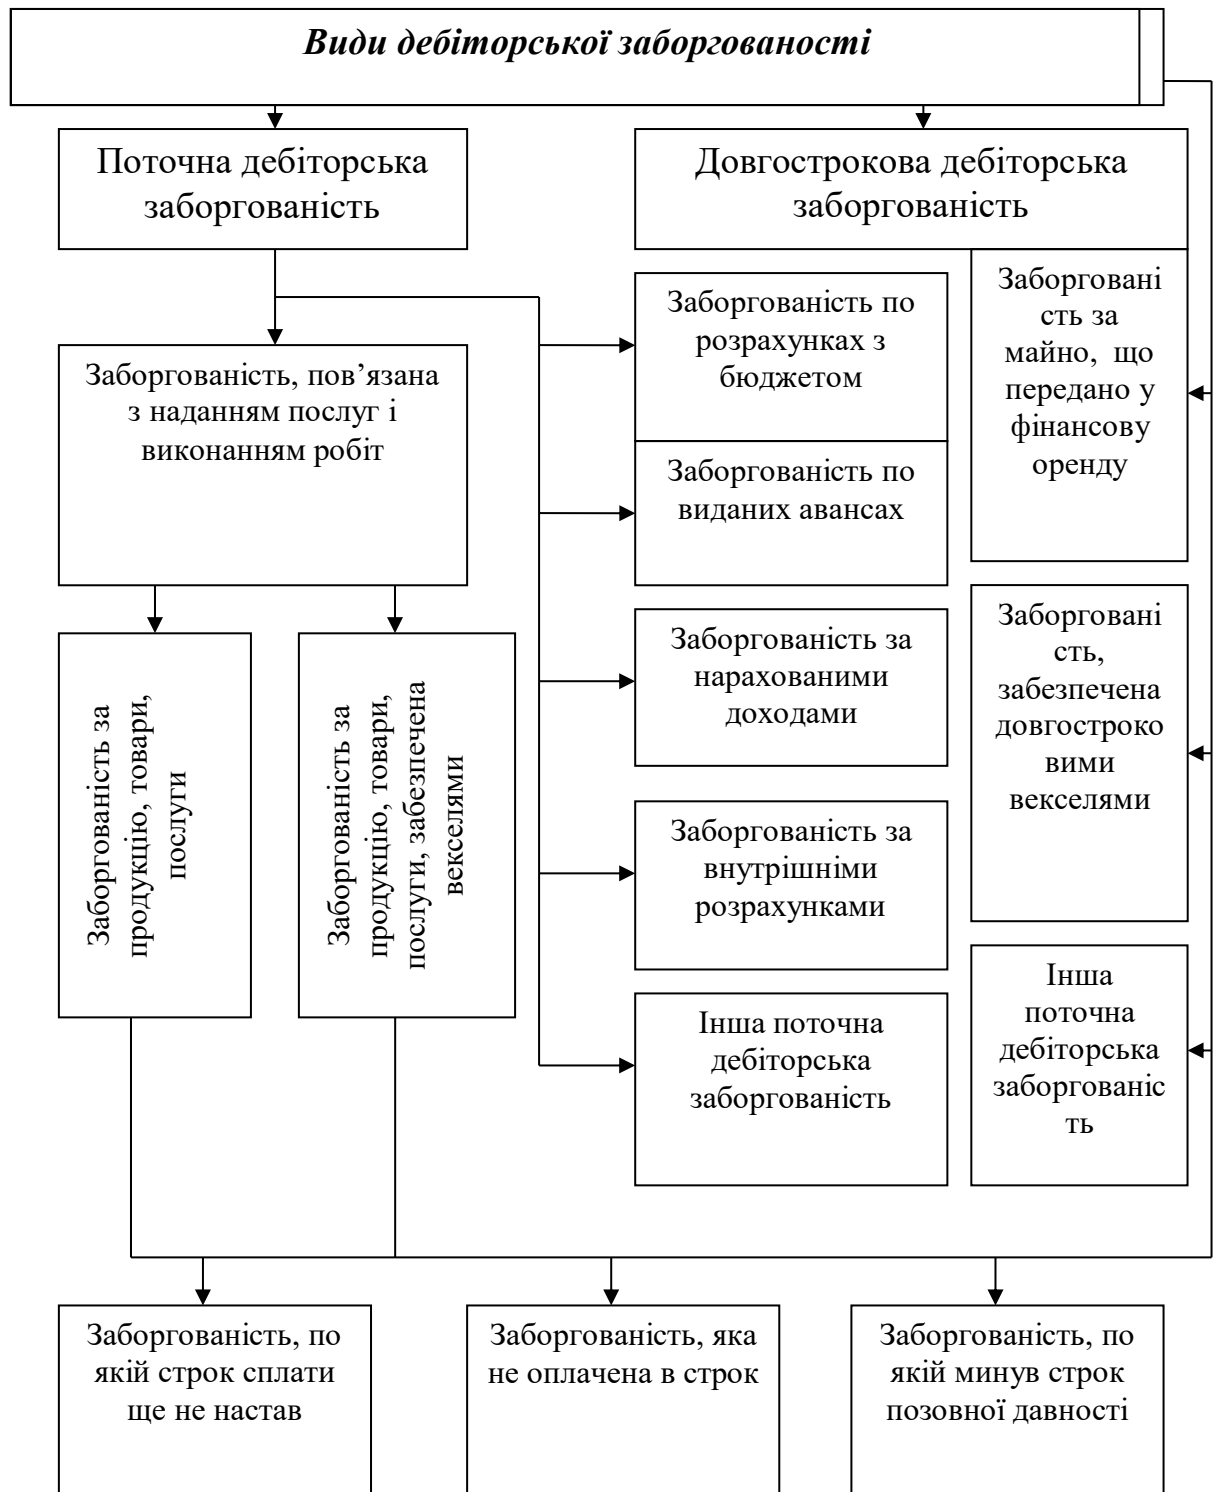 Види дебіторської заборгованості
Поточна дебіторська
заборгованість
Довгострокова дебіторська
заборгованість
Заборгованість, пов’язана
з наданням послуг і
виконанням робіт
Заборгованість за
продукцію, товари,
послуги
Заборгованість за
продукцію, товари,
послуги, забезпечена
векселями
Заборгованість по
розрахунках з
бюджетом
Заборгованість по
виданих авансах
Заборгованість за
нарахованими
доходами
Заборгованість за
внутрішніми
розрахунками
Інша поточна
дебіторська
заборгованість
Заборговані
сть за
майно, що
передано у
фінансову
оренду
Заборговані
сть,
забезпечена
довгостроко
вими
векселями
Інша
поточна
дебіторська
заборгованіс
ть
Заборгованість, по
якій строк сплати
ще не настав
Заборгованість, яка
не оплачена в строк
Заборгованість, по
якій минув строк
позовної давності